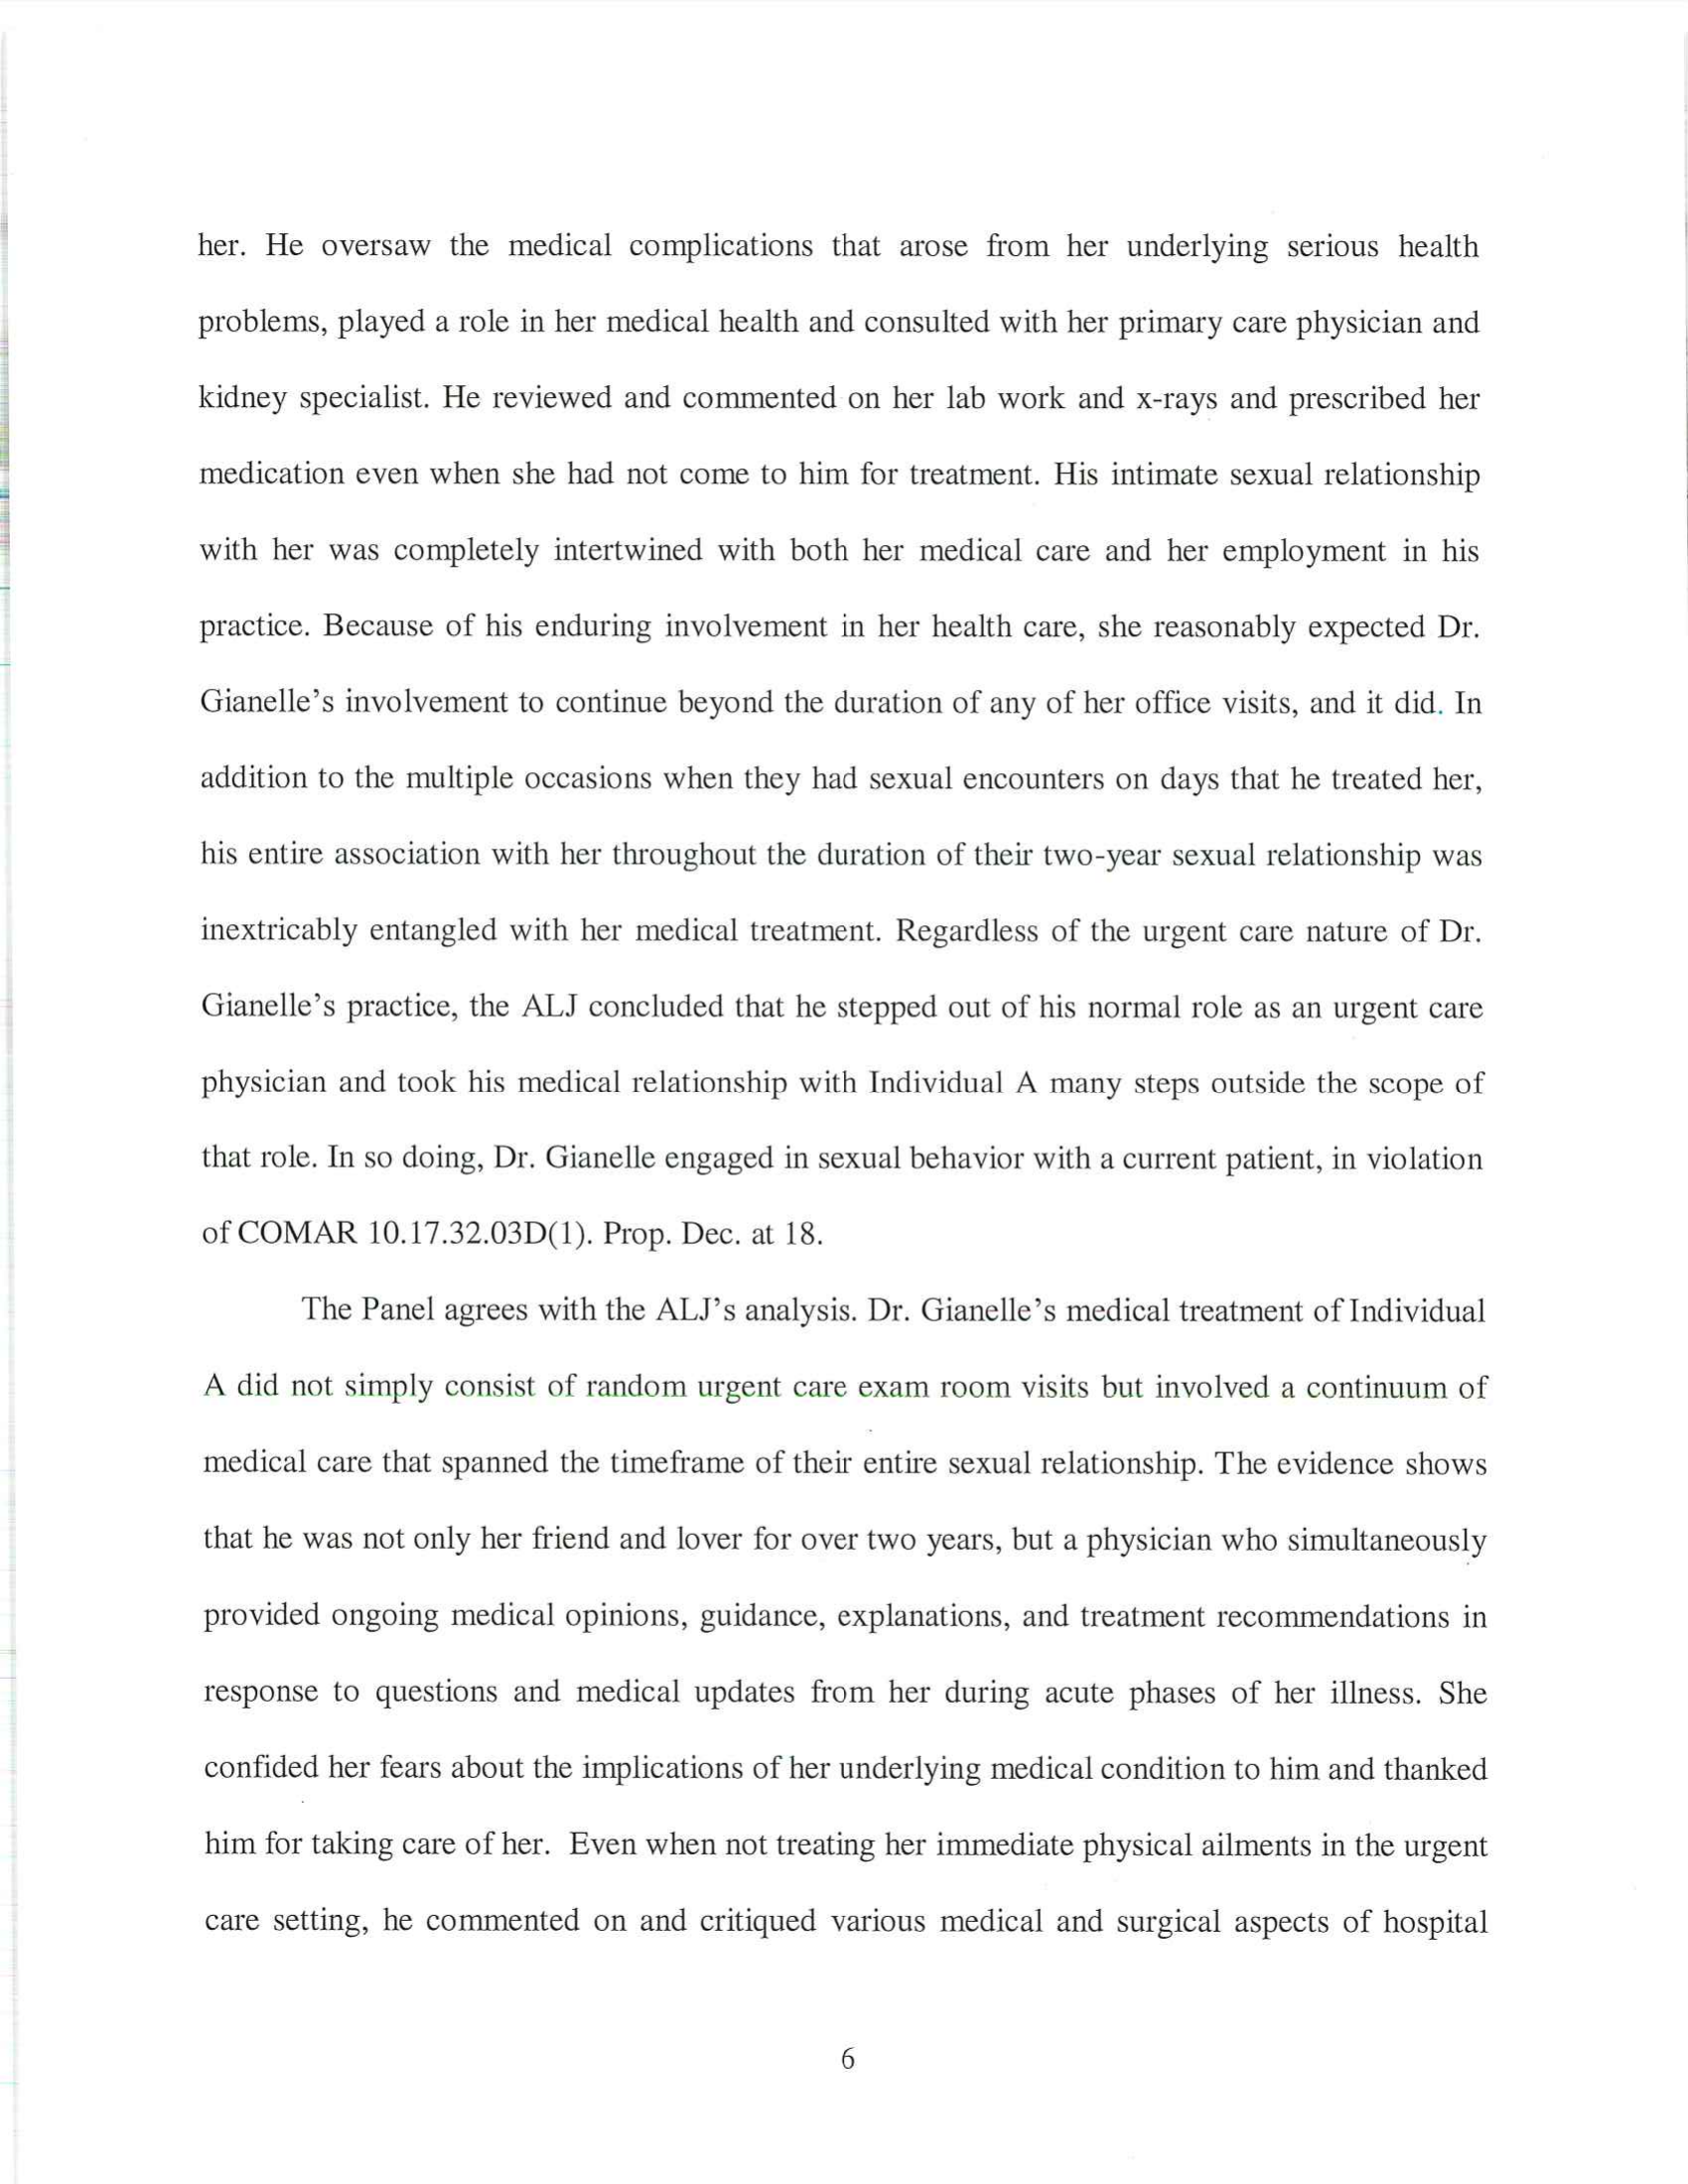 her. He oversaw the medical complications that arose from her underlying serious health
problems, played a role in her medical health and consulted with her primary care physician and
kidney specialist. He reviewed and commented on her lab work and x-rays and prescribed her
medication even when she had not come to him for treatment. His intimate sexual relationship
with her was completely intertwined with both her medical care and her employment in his
practice. Because of his enduring involvement in her health care, she reasonably expected Dr.
Gianelle’s involvement to continue beyond the duration of any of her office visits, and it did. In
addition to the multiple occasions when they had sexual encounters on days that he treated her,
his entire association with her throughout the duration of their two-year sexual relationship was
inextricably entangled with her medical treatment. Regardless of the urgent care nature of Dr.
Gianelle’s practice, the ALJ concluded that he stepped out of his normal role as an urgent care
physician and took his medical relationship with Individual A many steps outside the scope of
that role. In so doing, Dr. Gianelle engaged in sexual behavior with a current patient, in violation
of COMAR 10.17.32.03D(1). Prop. Dec. at 18.
The Panel agrees with the ALJ’s analysis. Dr. Gianelle’s medical treatment of Individual
A did not simply consist of random urgent care exam room visits but involved a continuum of
medical care that spanned the timeframe of their entire sexual relationship. The evidence shows
that he was not only her friend and lover for over two years, but a physician who simultaneously
provided ongoing medical opinions, guidance, explanations, and treatment recommendations in
response to questions and medical updates from her during acute phases of her illness. She
confided her fears about the implications of her underlying medical condition to him and thanked
him for taking care of her. Even when not treating her immediate physical ailments in the urgent
care setting, he commented on and critiqued various medical and surgical aspects of hospital
6